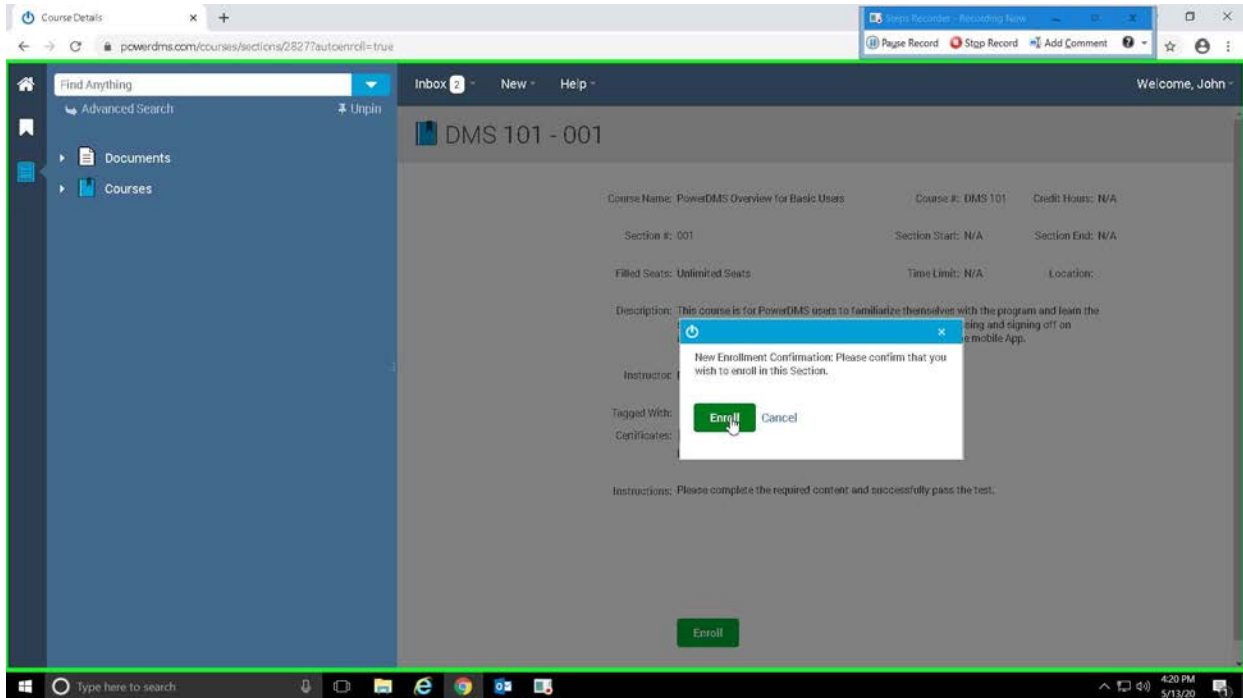 Course Details
Steps Recorder - Recording Now
powerdms.com/courses/sections/2827?autoenroll=true
Pause Record Stop Record Add Comment
Find Anything
Inbox 2 New Help Welcome, John
Advanced Search Unpin
DMS 101 - 001
Documents
Courses
Course Name: PowerDMS Overview for Basic Users Course #: DMS 101 Credit Hours: N/A
Section #: 001 Section Start: N/A Section End: N/A
Filled Seats: Unlimited Seats Time Limit: N/A Location:
Description: This course is for PowerDMS users to familiarize themselves with the program and learn the
sing and signing off on
mobile App.
New Enrollment Confirmation: Please confirm that you
wish to enroll in this Section.
Instructor:
Tagged With:
Enroll Cancel
Certificates:
Instructions: Please complete the required content and successfully pass the test.
Enroll
Type here to search
4:20 PM
5/13/20